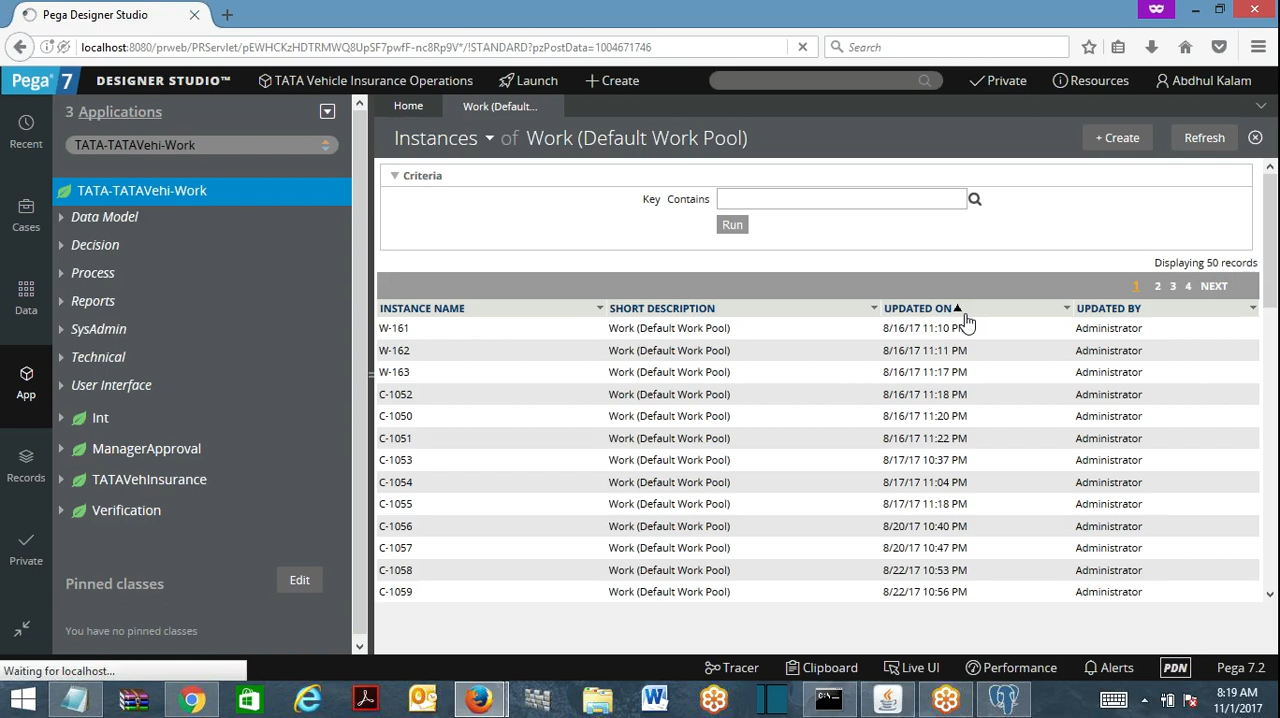 Pega Designer Studio
localhost:8080/prweb/PRServlet/pEWHCKzHDTRMWQ8UpSF7pwfF-nc8Rp9V*/!STANDARD?pzPostData=1004671746
Search
Pega 7 DESIGNER STUDIO™ TATA Vehicle Insurance Operations Launch Create Private Resources Abdhul Kalam
3 Applications
TATA-TATAVehi-Work
Home Work (Default...
Instances of Work (Default Work Pool) + Create Refresh
Recent
Cases
Data
App
Records
Private
TATA-TATAVehi-Work
Data Model
Decision
Process
Reports
SysAdmin
Technical
User Interface
Int
ManagerApproval
TATAVehInsurance
Verification
Pinned classes Edit
You have no pinned classes
Criteria
Key Contains
Run
Displaying 50 records
1 2 3 4 NEXT
INSTANCE NAME SHORT DESCRIPTION UPDATED ON UPDATED BY
W-161 Work (Default Work Pool) 8/16/17 11:10 PM Administrator
W-162 Work (Default Work Pool) 8/16/17 11:11 PM Administrator
W-163 Work (Default Work Pool) 8/16/17 11:17 PM Administrator
C-1052 Work (Default Work Pool) 8/16/17 11:18 PM Administrator
C-1050 Work (Default Work Pool) 8/16/17 11:20 PM Administrator
C-1051 Work (Default Work Pool) 8/16/17 11:22 PM Administrator
C-1053 Work (Default Work Pool) 8/17/17 10:37 PM Administrator
C-1054 Work (Default Work Pool) 8/17/17 11:04 PM Administrator
C-1055 Work (Default Work Pool) 8/17/17 11:18 PM Administrator
C-1056 Work (Default Work Pool) 8/20/17 10:40 PM Administrator
C-1057 Work (Default Work Pool) 8/20/17 10:47 PM Administrator
C-1058 Work (Default Work Pool) 8/22/17 10:53 PM Administrator
C-1059 Work (Default Work Pool) 8/22/17 10:56 PM Administrator
Waiting for localhost...
Tracer Clipboard Live UI Performance Alerts PDN Pega 7.2
8:19 AM
11/1/2017